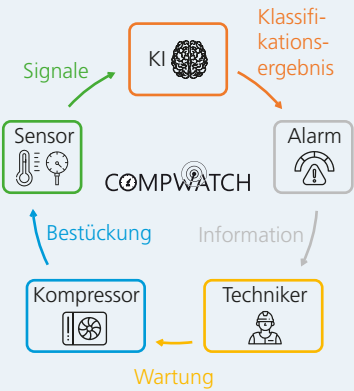 Klassifi-
kations-
ergebnis
KI
Signale
Sensor
Alarm
COMPWATCH
Bestückung
Information
Kompressor
Techniker
Wartung